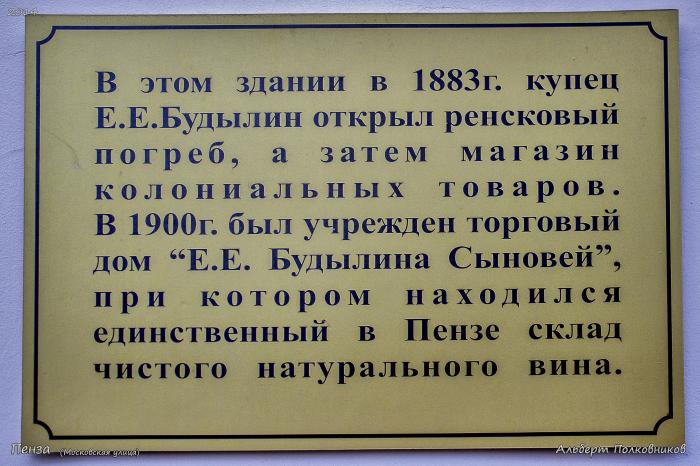 2014
В этом здании в 1883г. купец
Е.Е.Будылин открыл ренсковый
погреб, а затем магазин
колониальных товаров.
В 1900г. был учрежден торговый
дом “Е.Е. Будылина Сыновей”,
при котором находился
единственный в Пензе склад
чистого натурального вина.
Пенза (Московская улица)
Альберт Полковников